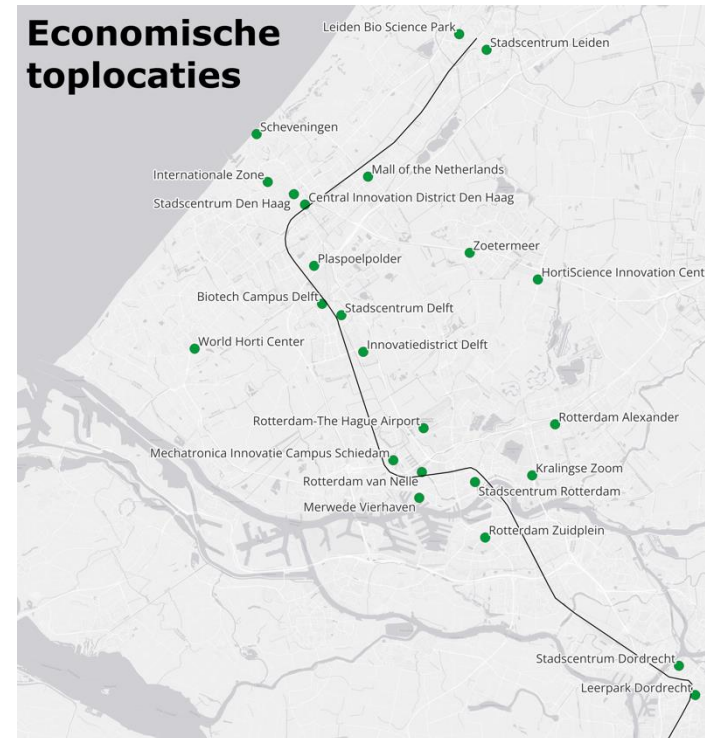 Economische
toplocaties
Leiden Bio Science Park
Stadscentrum Leiden
Scheveningen
Mall of the Netherlands
Internationale Zone
Central Innovation District Den Haag
Stadscentrum Den Haag
Zoetermeer
Plaspoelpolder
HortiScience Innovation Cent
Biotech Campus Delft
Stadscentrum Delft
World Horti Center
Innovatiedistrict Delft
Rotterdam-The Hague Airport
Rotterdam Alexander
Mechatronica Innovatie Campus Schiedam
Kralingse Zoom
Rotterdam van Nelle
Stadscentrum Rotterdam
Merwede Vierhaven
Rotterdam Zuidplein
Stadscentrum Dordrecht
Leerpark Dordrecht